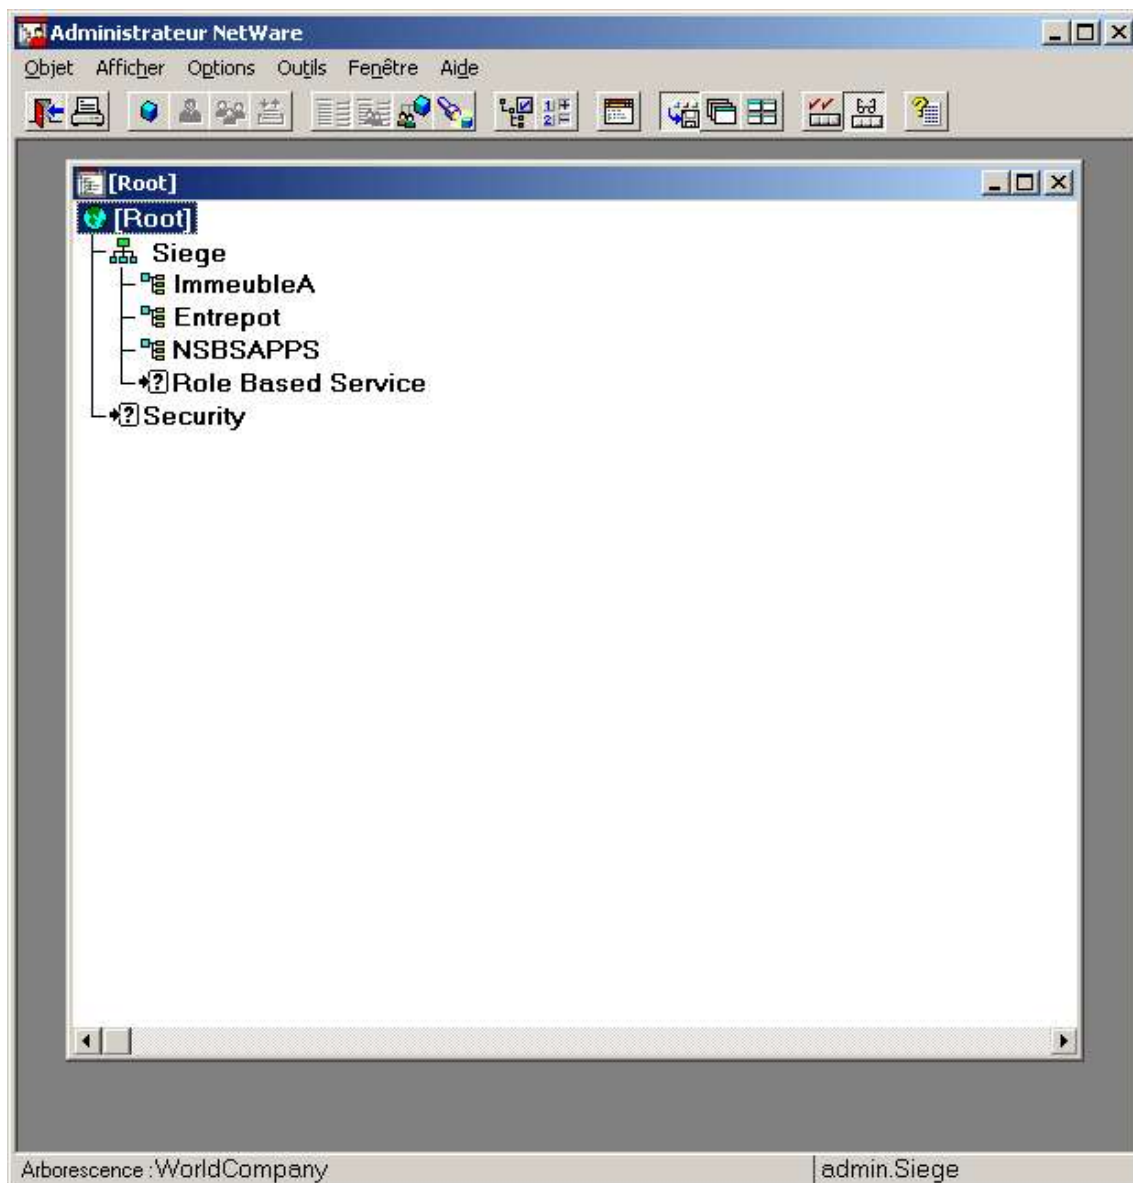 Administrateur NetWare
Objet Afficher Options Outils Fenêtre Aide
[Root]
[Root]
Siege
ImmeubleA
Entrepot
NSBSAPPS
Role Based Service
Security
Arborescence : WorldCompany admin.Siege